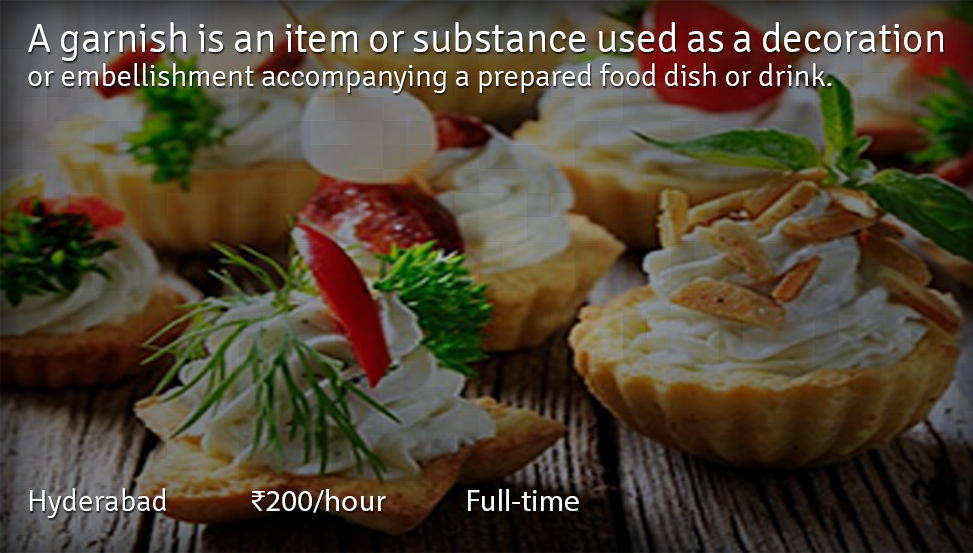 A garnish is an item or substance used as a decoration
or embellishment accompanying a prepared food dish or drink.
Hyderabad ₹200/hour Full-time